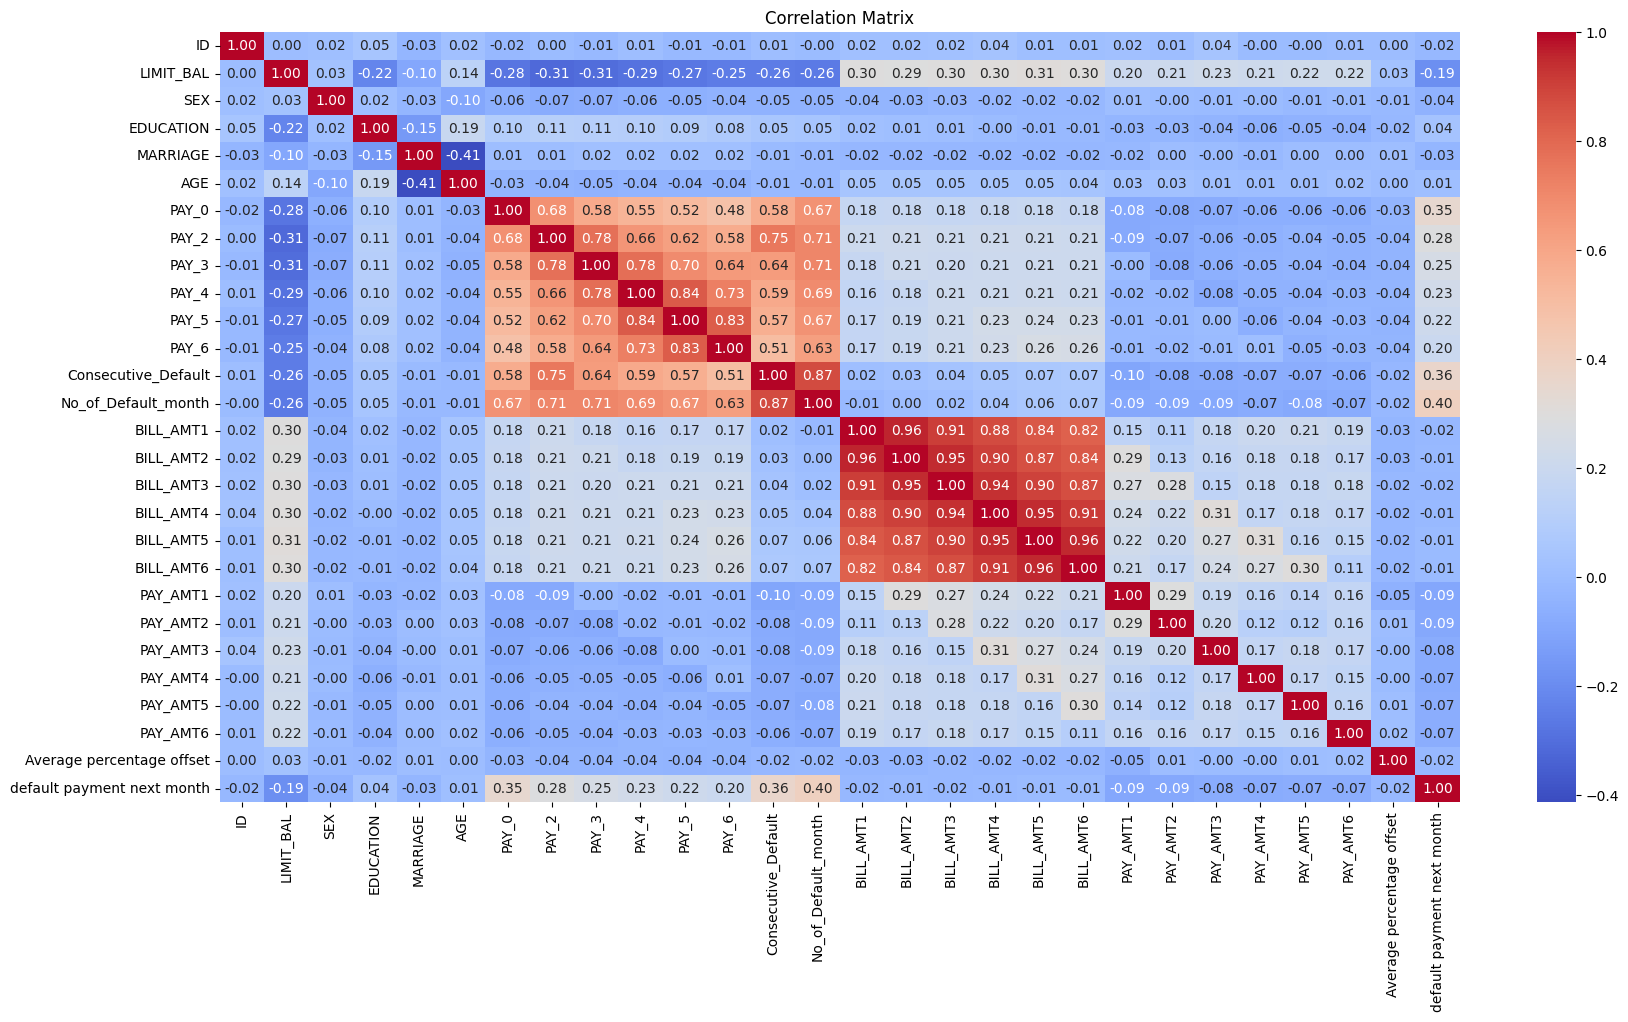 Correlation Matrix
ID 1.00 0.00 0.02 0.05 -0.03 0.02 -0.02 0.00 -0.01 0.01 -0.01 -0.01 0.01 -0.00 0.02 0.02 0.02 0.04 0.01 0.01 0.02 0.01 0.04 -0.00 -0.00 0.01 0.00 -0.02 1.0
LIMIT_BAL 0.00 1.00 0.03 -0.22 -0.10 0.14 -0.28 -0.31 -0.31 -0.29 -0.27 -0.25 -0.26 -0.26 0.30 0.29 0.30 0.30 0.31 0.30 0.20 0.21 0.23 0.21 0.22 0.22 0.03 -0.19
SEX 0.02 0.03 1.00 0.02 -0.03 -0.10 -0.06 -0.07 -0.07 -0.06 -0.05 -0.04 -0.05 -0.05 -0.04 -0.03 -0.03 -0.02 -0.02 -0.02 0.01 -0.00 -0.01 -0.00 -0.01 -0.01 -0.01 -0.04
EDUCATION 0.05 -0.22 0.02 1.00 -0.15 0.19 0.10 0.11 0.11 0.10 0.09 0.08 0.05 0.05 0.02 0.01 0.01 -0.00 -0.01 -0.01 -0.03 -0.03 -0.04 -0.06 -0.05 -0.04 -0.02 0.04
MARRIAGE -0.03 -0.10 -0.03 -0.15 1.00 -0.41 0.01 0.01 0.02 0.02 0.02 0.02 -0.01 -0.01 -0.02 -0.02 -0.02 -0.02 -0.02 -0.02 -0.02 0.00 -0.00 -0.01 0.00 0.00 0.01 -0.03 0.8
AGE 0.02 0.14 -0.10 0.19 -0.41 1.00 -0.03 -0.04 -0.05 -0.04 -0.04 -0.04 -0.01 -0.01 0.05 0.05 0.05 0.05 0.05 0.04 0.03 0.03 0.01 0.01 0.01 0.02 0.00 0.01
PAY_0 -0.02 -0.28 -0.06 0.10 0.01 -0.03 1.00 0.68 0.58 0.55 0.52 0.48 0.58 0.67 0.18 0.18 0.18 0.18 0.18 0.18 -0.08 -0.08 -0.07 -0.06 -0.06 -0.06 -0.03 0.35
PAY_2 0.00 -0.31 -0.07 0.11 0.01 -0.04 0.68 1.00 0.78 0.66 0.62 0.58 0.75 0.71 0.21 0.21 0.21 0.21 0.21 0.21 -0.09 -0.07 -0.06 -0.05 -0.04 -0.05 -0.04 0.28
PAY_3 -0.01 -0.31 -0.07 0.11 0.02 -0.05 0.58 0.78 1.00 0.78 0.70 0.64 0.64 0.71 0.18 0.21 0.20 0.21 0.21 0.21 -0.00 -0.08 -0.06 -0.05 -0.04 -0.04 -0.04 0.25 0.6
PAY_4 0.01 -0.29 -0.06 0.10 0.02 -0.04 0.55 0.66 0.78 1.00 0.84 0.73 0.59 0.69 0.16 0.18 0.21 0.21 0.21 0.21 -0.02 -0.02 -0.08 -0.05 -0.04 -0.03 -0.04 0.23
PAY_5 -0.01 -0.27 -0.05 0.09 0.02 -0.04 0.52 0.62 0.70 0.84 1.00 0.83 0.57 0.67 0.17 0.19 0.21 0.23 0.24 0.23 -0.01 -0.01 0.00 -0.06 -0.04 -0.03 -0.04 0.22
PAY_6 -0.01 -0.25 -0.04 0.08 0.02 -0.04 0.48 0.58 0.64 0.73 0.83 1.00 0.51 0.63 0.17 0.19 0.21 0.23 0.26 0.26 -0.01 -0.02 -0.01 0.01 -0.05 -0.03 -0.04 0.20
Consecutive_Default 0.01 -0.26 -0.05 0.05 -0.01 -0.01 0.58 0.75 0.64 0.59 0.57 0.51 1.00 0.87 0.02 0.03 0.04 0.05 0.07 0.07 -0.10 -0.08 -0.08 -0.07 -0.07 -0.06 -0.02 0.36 0.4
No_of_Default_month -0.00 -0.26 -0.05 0.05 -0.01 -0.01 0.67 0.71 0.71 0.69 0.67 0.63 0.87 1.00 -0.01 0.00 0.02 0.04 0.06 0.07 -0.09 -0.09 -0.09 -0.07 -0.08 -0.07 -0.02 0.40
BILL_AMT1 0.02 0.30 -0.04 0.02 -0.02 0.05 0.18 0.21 0.18 0.16 0.17 0.17 0.02 -0.01 1.00 0.96 0.91 0.88 0.84 0.82 0.15 0.11 0.18 0.20 0.21 0.19 -0.03 -0.02
BILL_AMT2 0.02 0.29 -0.03 0.01 -0.02 0.05 0.18 0.21 0.21 0.18 0.19 0.19 0.03 0.00 0.96 1.00 0.95 0.90 0.87 0.84 0.29 0.13 0.16 0.18 0.18 0.17 -0.03 -0.01
BILL_AMT3 0.02 0.30 -0.03 0.01 -0.02 0.05 0.18 0.21 0.20 0.21 0.21 0.21 0.04 0.02 0.91 0.95 1.00 0.94 0.90 0.87 0.27 0.28 0.15 0.18 0.18 0.18 -0.02 -0.02 0.2
BILL_AMT4 0.04 0.30 -0.02 -0.00 -0.02 0.05 0.18 0.21 0.21 0.21 0.23 0.23 0.05 0.04 0.88 0.90 0.94 1.00 0.95 0.91 0.24 0.22 0.31 0.17 0.18 0.17 -0.02 -0.01
BILL_AMT5 0.01 0.31 -0.02 -0.01 -0.02 0.05 0.18 0.21 0.21 0.21 0.24 0.26 0.07 0.06 0.84 0.87 0.90 0.95 1.00 0.96 0.22 0.20 0.27 0.31 0.16 0.15 -0.02 -0.01
BILL_AMT6 0.01 0.30 -0.02 -0.01 -0.02 0.04 0.18 0.21 0.21 0.21 0.23 0.26 0.07 0.07 0.82 0.84 0.87 0.91 0.96 1.00 0.21 0.17 0.24 0.27 0.30 0.11 -0.02 -0.01 0.0
PAY_AMT1 0.02 0.20 0.01 -0.03 -0.02 0.03 -0.08 -0.09 -0.00 -0.02 -0.01 -0.01 -0.10 -0.09 0.15 0.29 0.27 0.24 0.22 0.21 1.00 0.29 0.19 0.16 0.14 0.16 -0.05 -0.09
PAY_AMT2 0.01 0.21 -0.00 -0.03 0.00 0.03 -0.08 -0.07 -0.08 -0.02 -0.01 -0.02 -0.08 -0.09 0.11 0.13 0.28 0.22 0.20 0.17 0.29 1.00 0.20 0.12 0.12 0.16 0.01 -0.09
PAY_AMT3 0.04 0.23 -0.01 -0.04 -0.00 0.01 -0.07 -0.06 -0.06 -0.08 0.00 -0.01 -0.08 -0.09 0.18 0.16 0.15 0.31 0.27 0.24 0.19 0.20 1.00 0.17 0.18 0.17 -0.00 -0.08
PAY_AMT4 -0.00 0.21 -0.00 -0.06 -0.01 0.01 -0.06 -0.05 -0.05 -0.05 -0.06 0.01 -0.07 -0.07 0.20 0.18 0.18 0.17 0.31 0.27 0.16 0.12 0.17 1.00 0.17 0.15 -0.00 -0.07 −0.2
PAY_AMT5 -0.00 0.22 -0.01 -0.05 0.00 0.01 -0.06 -0.04 -0.04 -0.04 -0.04 -0.05 -0.07 -0.08 0.21 0.18 0.18 0.18 0.16 0.30 0.14 0.12 0.18 0.17 1.00 0.16 0.01 -0.07
PAY_AMT6 0.01 0.22 -0.01 -0.04 0.00 0.02 -0.06 -0.05 -0.04 -0.03 -0.03 -0.03 -0.06 -0.07 0.19 0.17 0.18 0.17 0.15 0.11 0.16 0.16 0.17 0.15 0.16 1.00 0.02 -0.07
Average percentage offset 0.00 0.03 -0.01 -0.02 0.01 0.00 -0.03 -0.04 -0.04 -0.04 -0.04 -0.04 -0.02 -0.02 -0.03 -0.03 -0.02 -0.02 -0.02 -0.02 -0.05 0.01 -0.00 -0.00 0.01 0.02 1.00 -0.02
default payment next month -0.02 -0.19 -0.04 0.04 -0.03 0.01 0.35 0.28 0.25 0.23 0.22 0.20 0.36 0.40 -0.02 -0.01 -0.02 -0.01 -0.01 -0.01 -0.09 -0.09 -0.08 -0.07 -0.07 -0.07 -0.02 1.00 −0.4
ID
LIMIT_BAL
SEX
EDUCATION
MARRIAGE
AGE
PAY_0
PAY_2
PAY_3
PAY_4
PAY_5
PAY_6
Consecutive_Default
No_of_Default_month
BILL_AMT1
BILL_AMT2
BILL_AMT3
BILL_AMT4
BILL_AMT5
BILL_AMT6
PAY_AMT1
PAY_AMT2
PAY_AMT3
PAY_AMT4
PAY_AMT5
PAY_AMT6
Average percentage offset
default payment next month